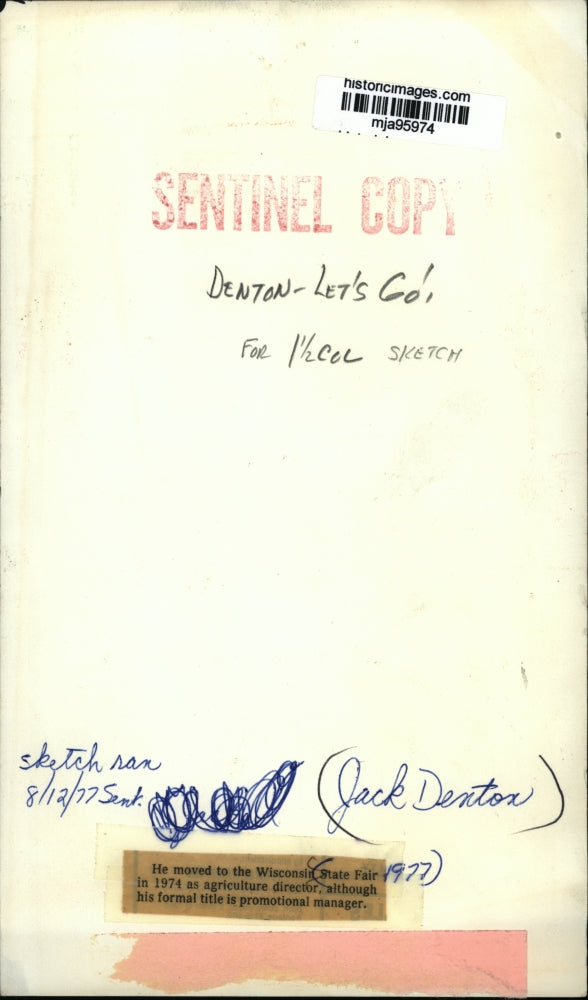 historicimages.com
mja95974
SENTINEL COPY
DENTON - LET'S GO!
FOR 1 1/2 COL SKETCH
sketch ran
8/12/77 Sent.
(Jack Denton)
(1977)
He moved to the Wisconsin State Fair
in 1974 as agriculture director, although
his formal title is promotional manager.